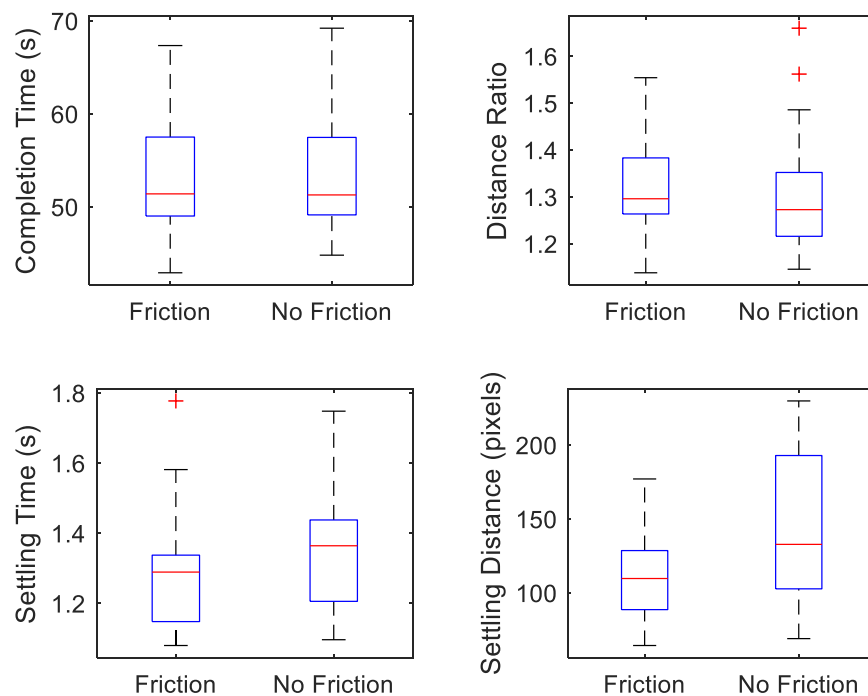 Completion Time (s)
70
60
50
Friction
No Friction
Distance Ratio
1.6
1.5
1.4
1.3
1.2
Friction
No Friction
Settling Time (s)
1.8
1.6
1.4
1.2
Friction
No Friction
Settling Distance (pixels)
200
150
100
Friction
No Friction